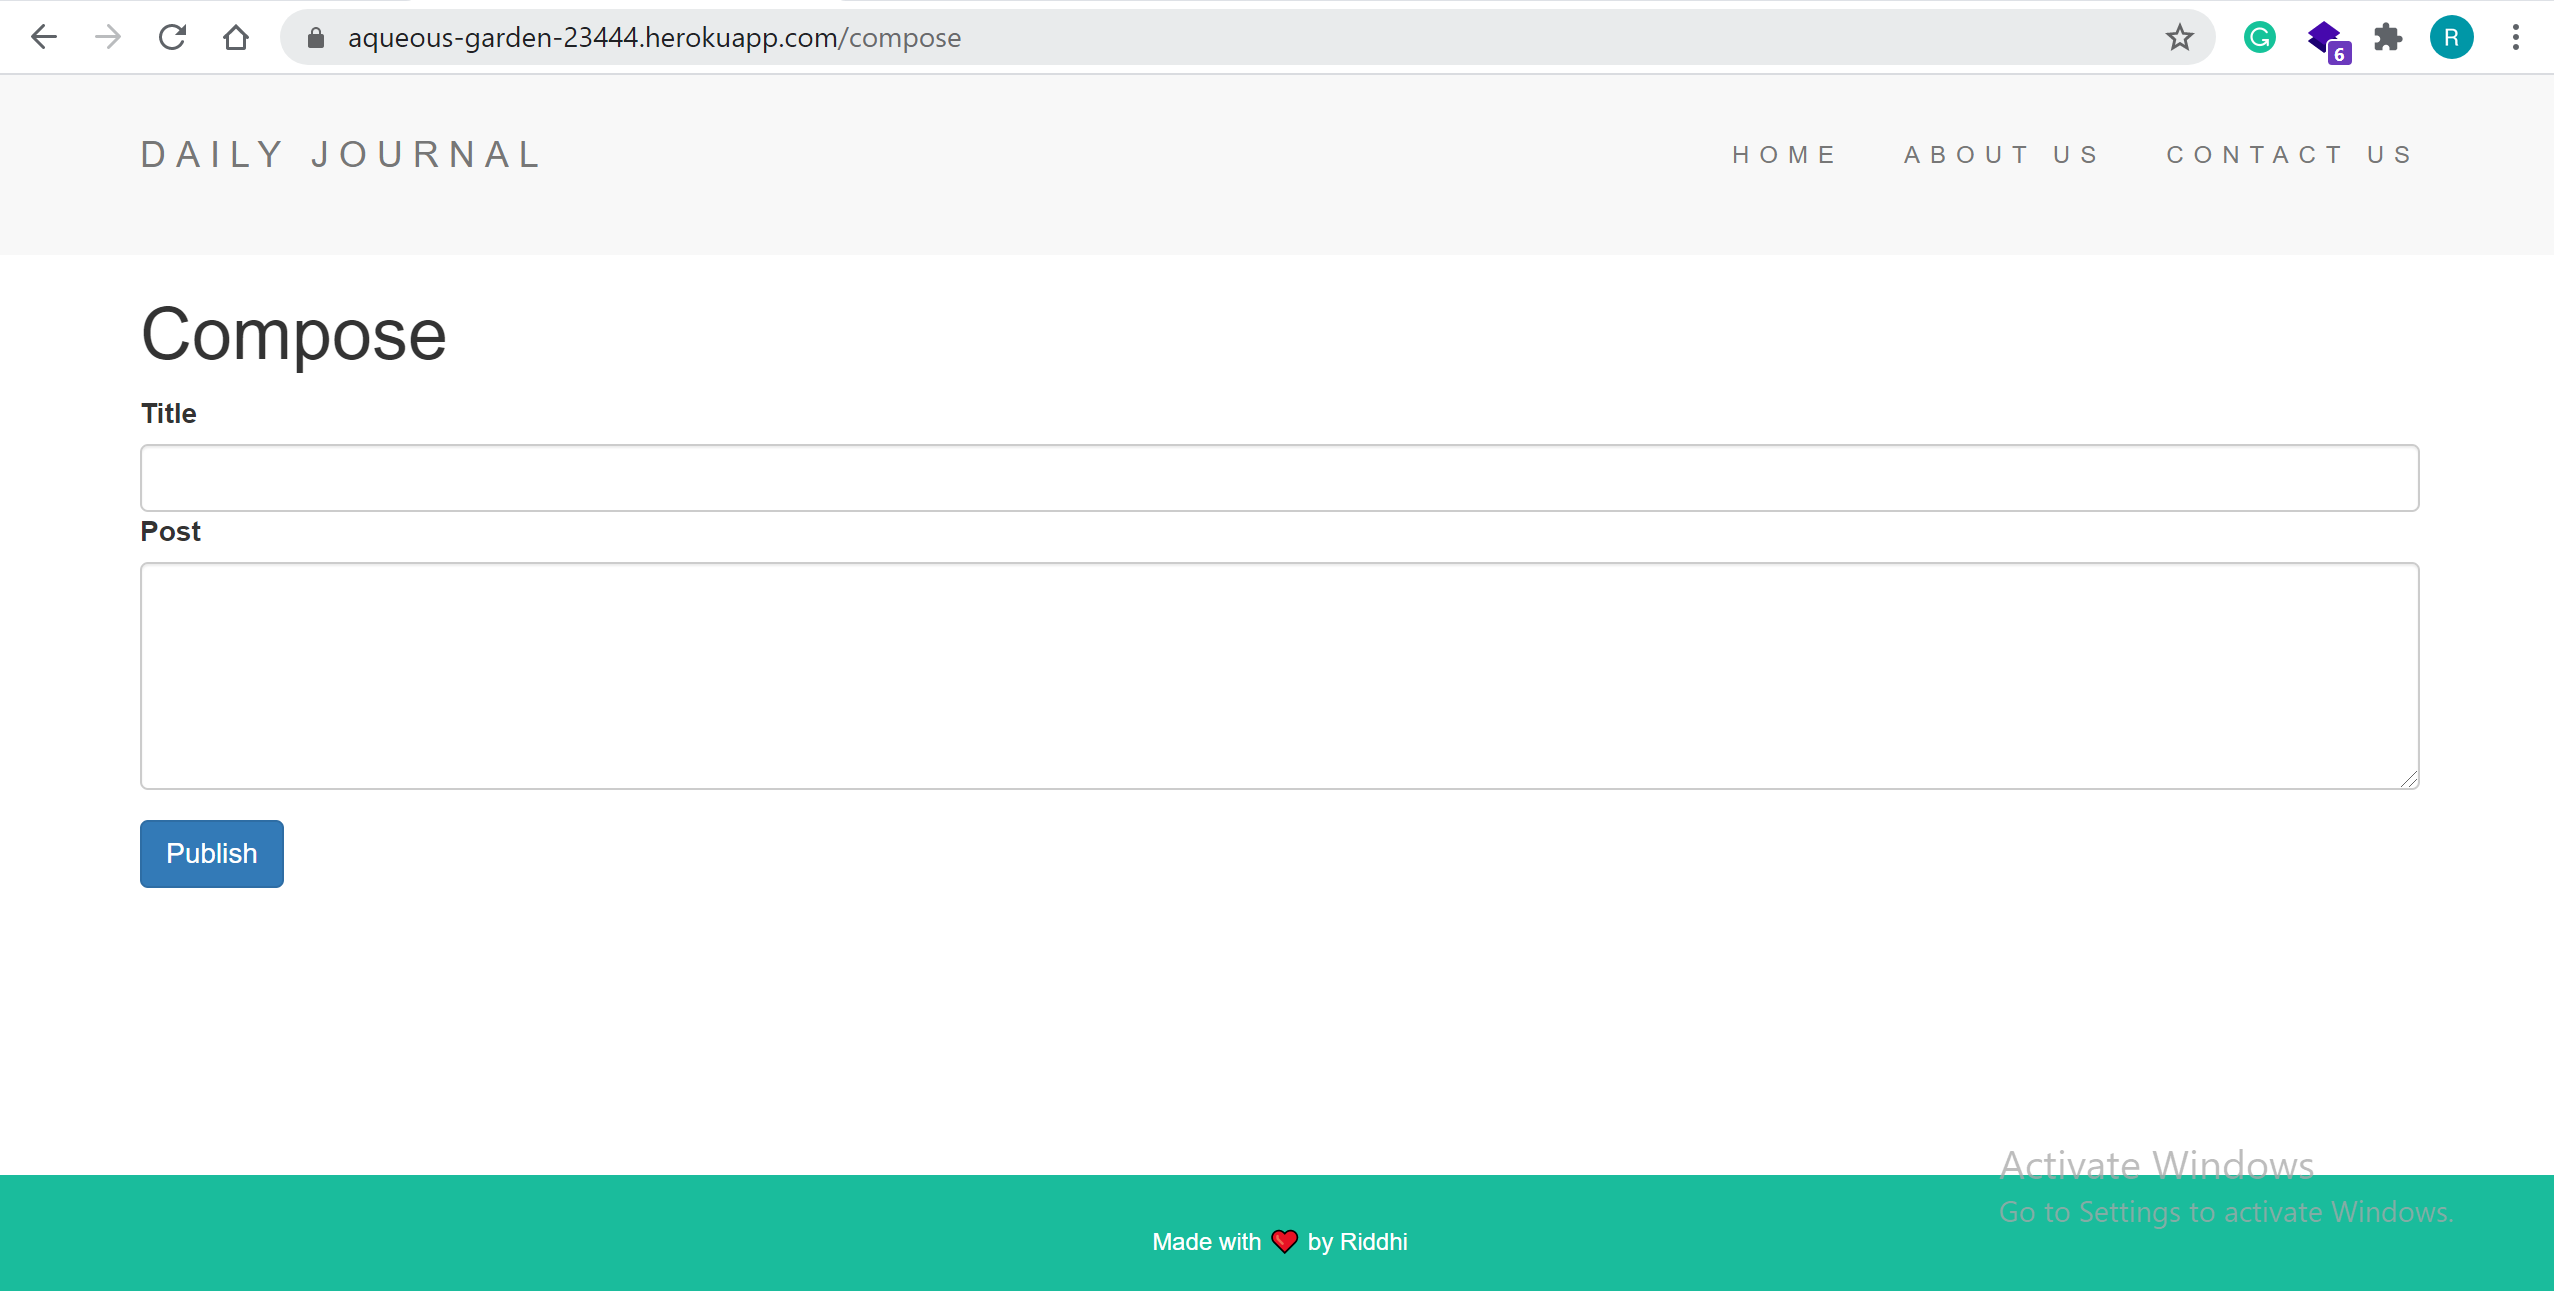 aqueous-garden-23444.herokuapp.com/compose
6
R
DAILY JOURNAL
HOME ABOUT US CONTACT US
Compose
Title
Post
Publish
Activate Windows
Go to Settings to activate Windows.
Made with ❤️ by Riddhi